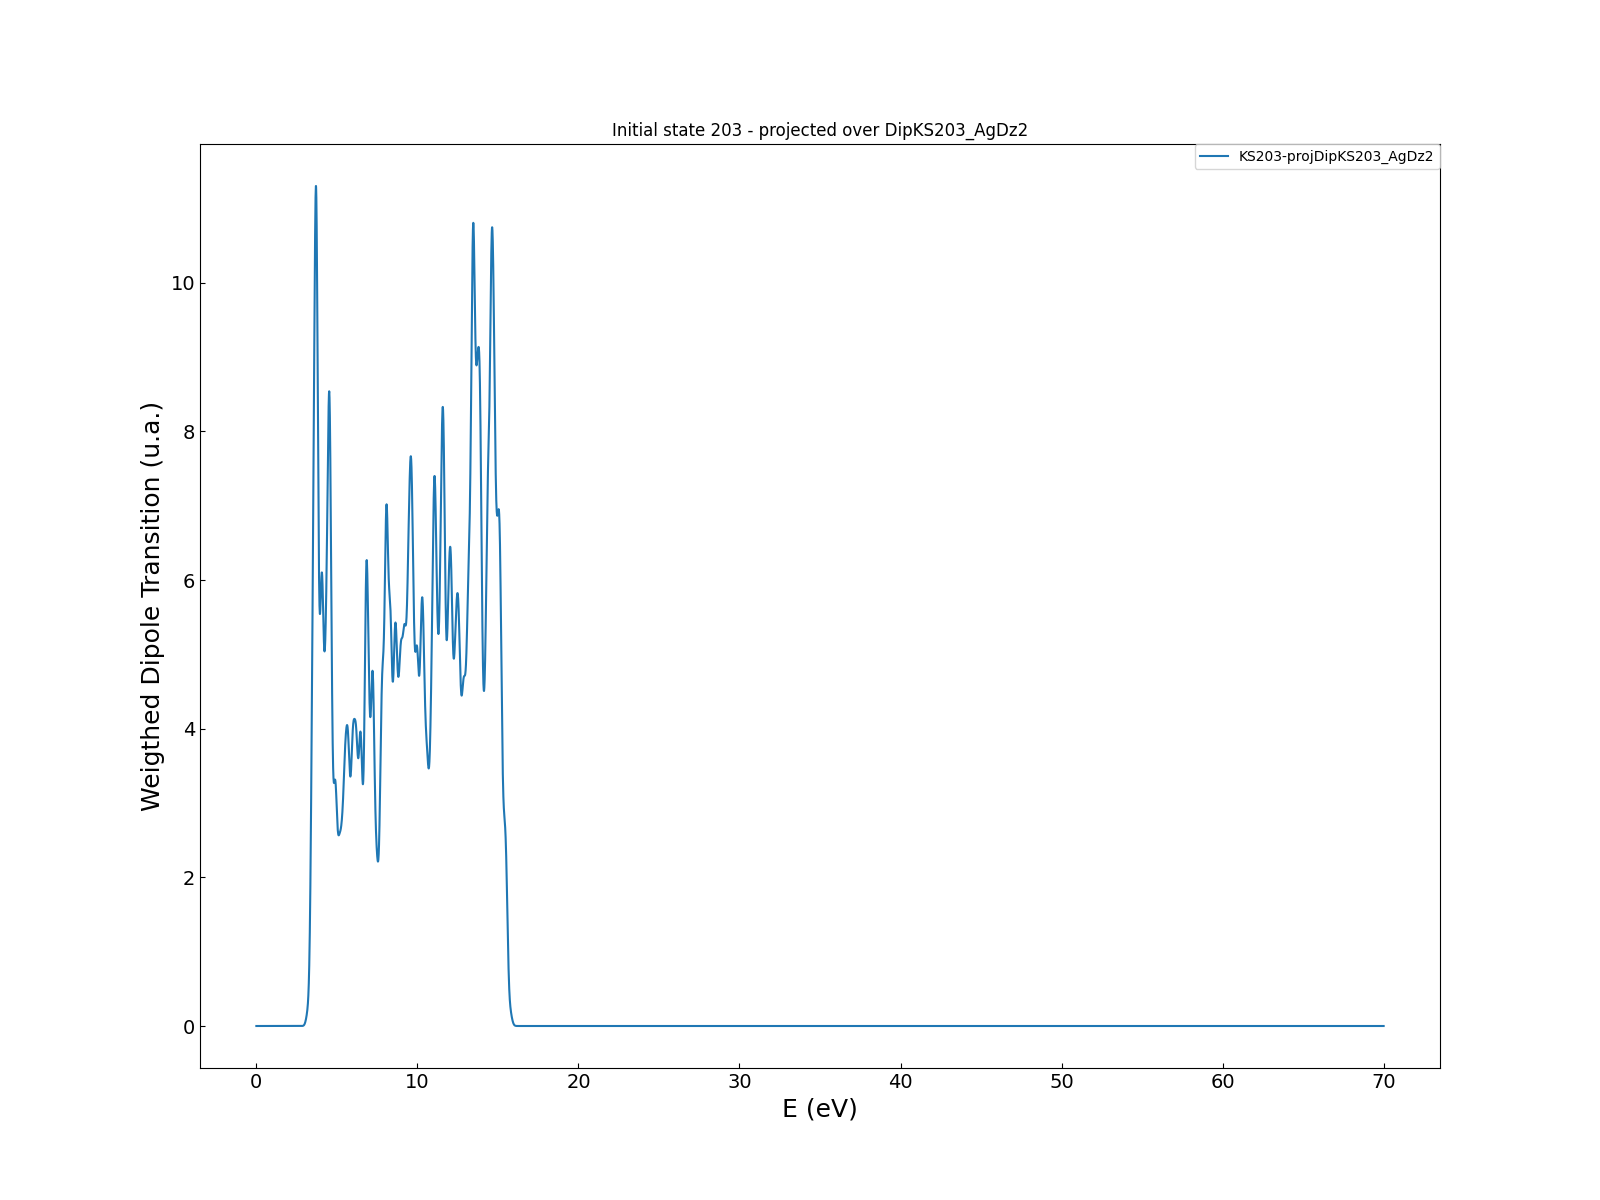 Initial state 203 - projected over DipKS203_AgDz2
KS203-projDipKS203_AgDz2
Weigthed Dipole Transition (u.a.)
10
8
6
4
2
0
0 10 20 30 40 50 60 70
E (eV)